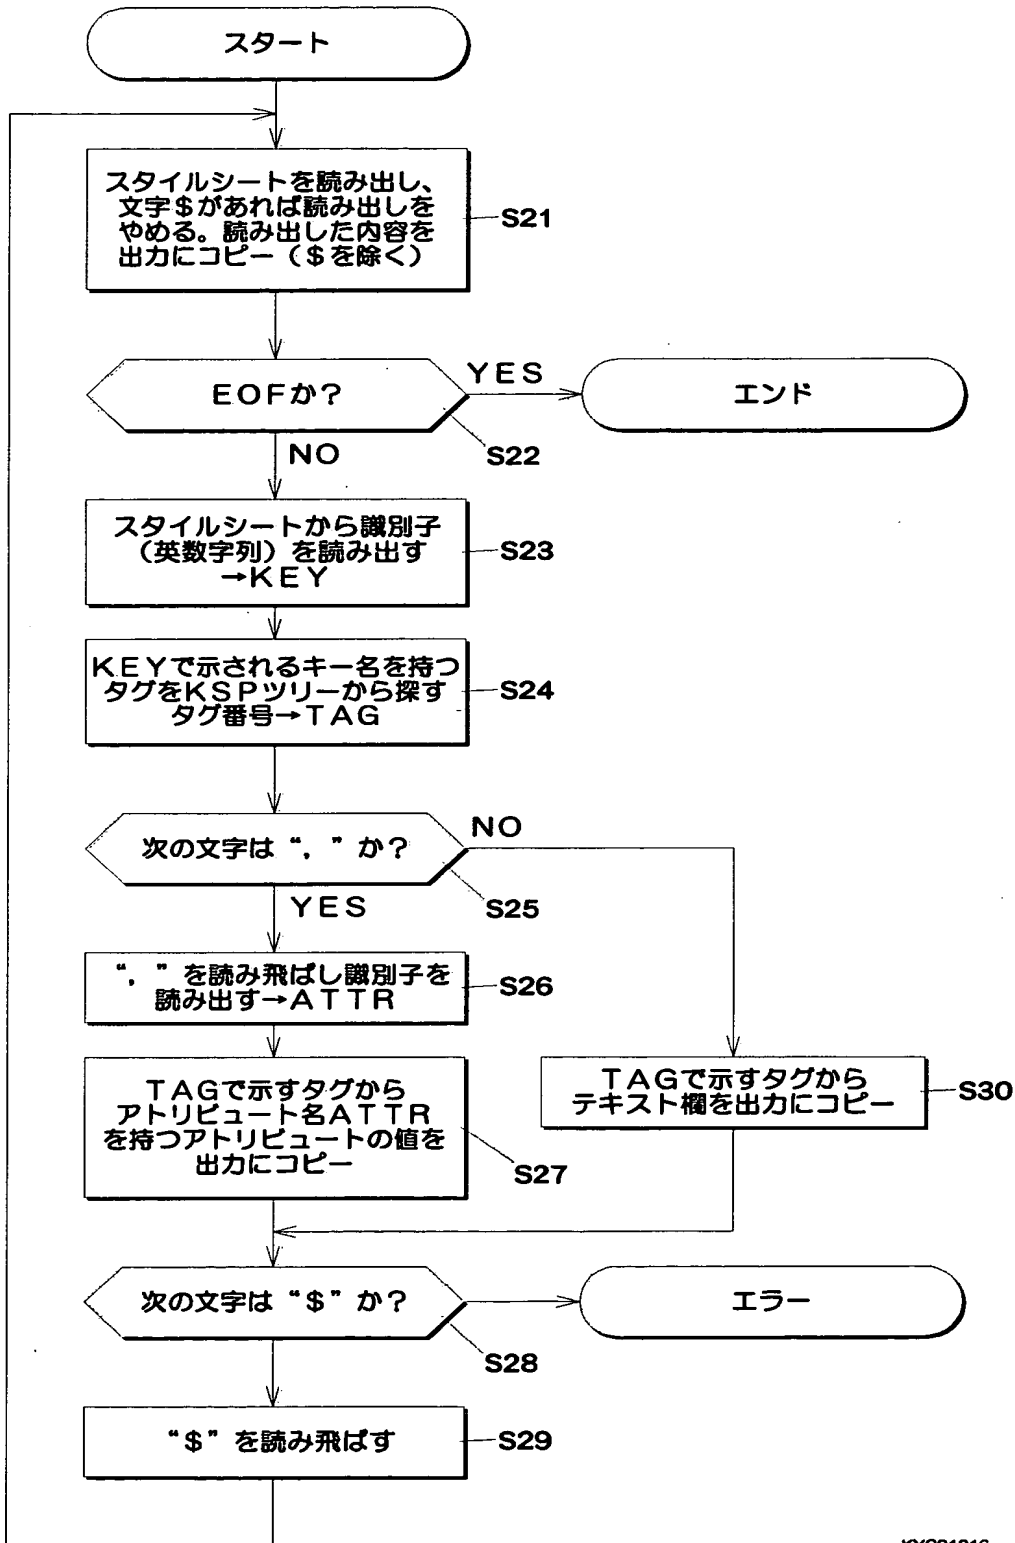 スタート
スタイルシートを読み出し、
文字$があれば読み出しを
やめる。読み出した内容を
出力にコピー（$を除く）
S21
EOFか？
YES
エンド
S22
NO
スタイルシートから識別子
（英数字列）を読み出す
→KEY
S23
KEYで示されるキー名を持つ
タグをKSPツリーから探す
タグ番号→TAG
S24
次の文字は“，”か？
NO
S25
YES
“，”を読み飛ばし識別子を
読み出す→ATTR
S26
TAGで示すタグから
アトリビュート名ATTR
を持つアトリビュートの値を
出力にコピー
S27
TAGで示すタグから
テキスト欄を出力にコピー
S30
次の文字は“$”か？
エラー
S28
“$”を読み飛ばす
S29